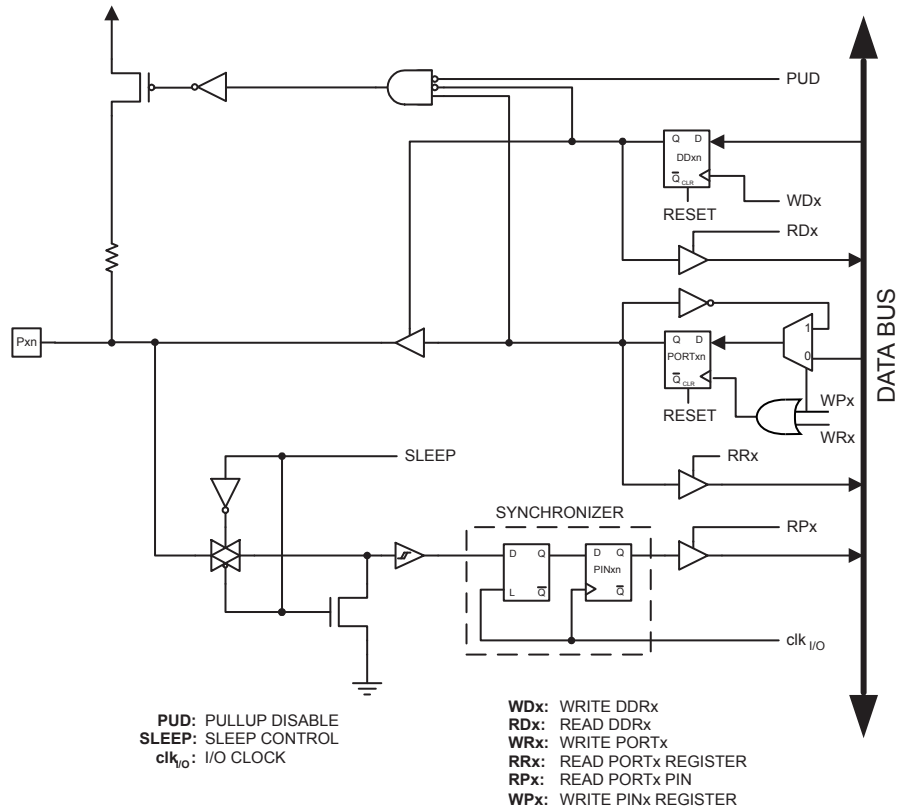 PUD
Q D
DDxn
Q CLR
WDx
RESET
RDx
Pxn
1
Q D
PORTxn
0
Q CLR
WPx
RESET
WRx
DATA BUS
SLEEP
RRx
SYNCHRONIZER
RPx
D Q
D Q
PINxn
L Q
Q
clk I/O
PUD: PULLUP DISABLE
SLEEP: SLEEP CONTROL
clkI/O: I/O CLOCK
WDx: WRITE DDRx
RDx: READ DDRx
WRx: WRITE PORTx
RRx: READ PORTx REGISTER
RPx: READ PORTx PIN
WPx: WRITE PINx REGISTER